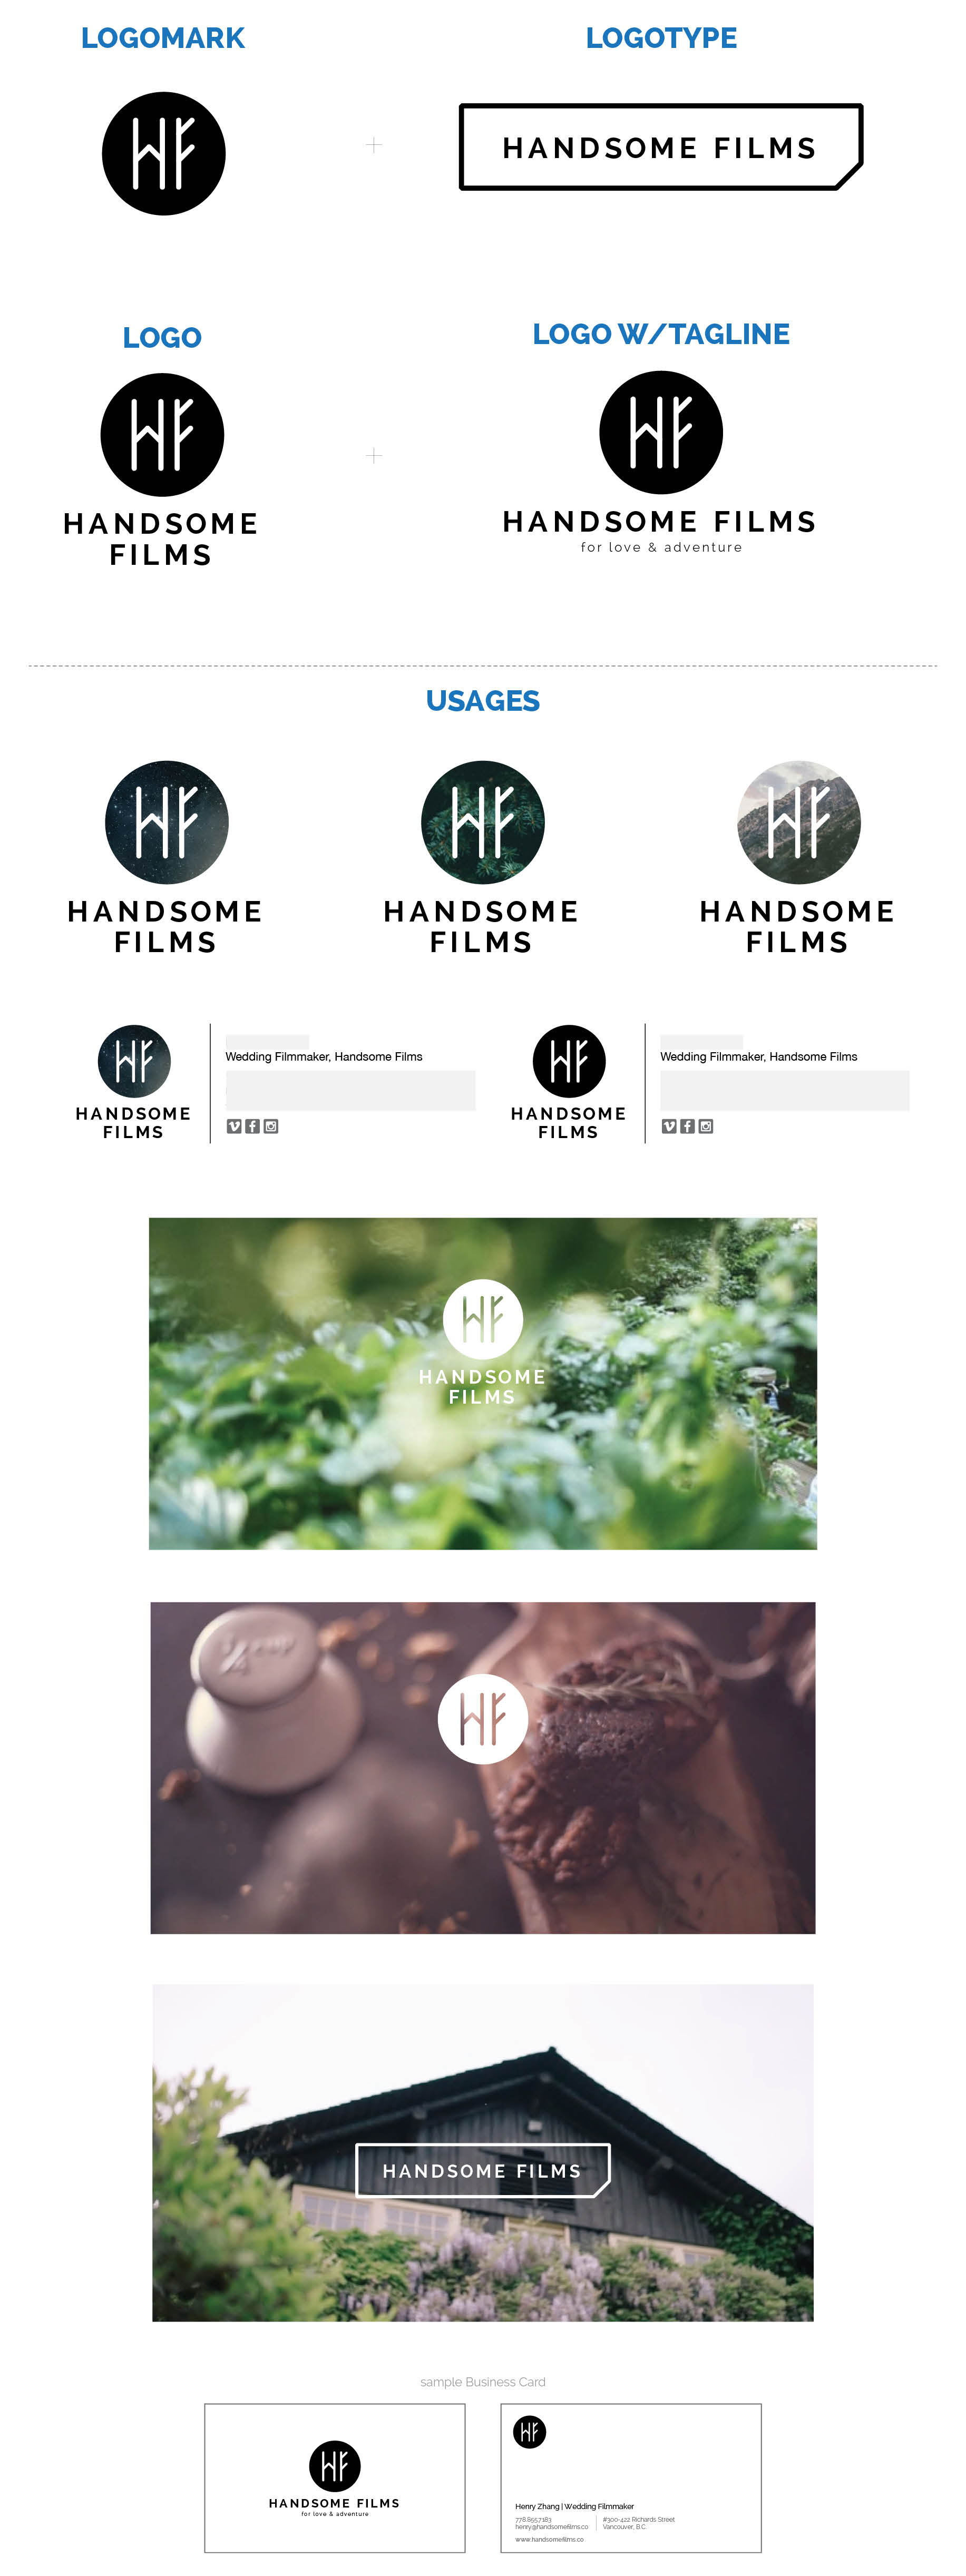 LOGOMARK
LOGOTYPE
HF
HANDSOME FILMS
LOGO
LOGO W/TAGLINE
HF
HF
HANDSOME
FILMS
HANDSOME FILMS
for love & adventure
USAGES
HF
HF
HF
HANDSOME
FILMS
HANDSOME
FILMS
HANDSOME
FILMS
HF
HANDSOME
FILMS
Wedding Filmmaker, Handsome Films
HF
HANDSOME
FILMS
Wedding Filmmaker, Handsome Films
HF
HANDSOME
FILMS
HF
HANDSOME FILMS
sample Business Card
HF
HANDSOME FILMS
for love & adventure
HF
Henry Zhang | Wedding Filmmaker
778.855.7183
henry@handsomefilms.co
#300-422 Richards Street
Vancouver, B.C.
www.handsomefilms.co